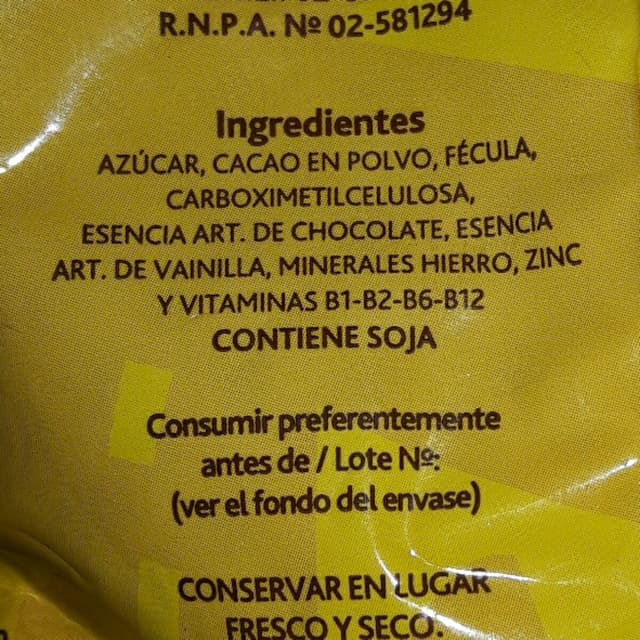 R.N.P.A. Nº 02-581294
Ingredientes
AZÚCAR, CACAO EN POLVO, FÉCULA,
CARBOXIMETILCELULOSA,
ESENCIA ART. DE CHOCOLATE, ESENCIA
ART. DE VAINILLA, MINERALES HIERRO, ZINC
Y VITAMINAS B1-B2-B6-B12
CONTIENE SOJA
Consumir preferentemente
antes de / Lote Nº:
(ver el fondo del envase)
CONSERVAR EN LUGAR
FRESCO Y SECO.